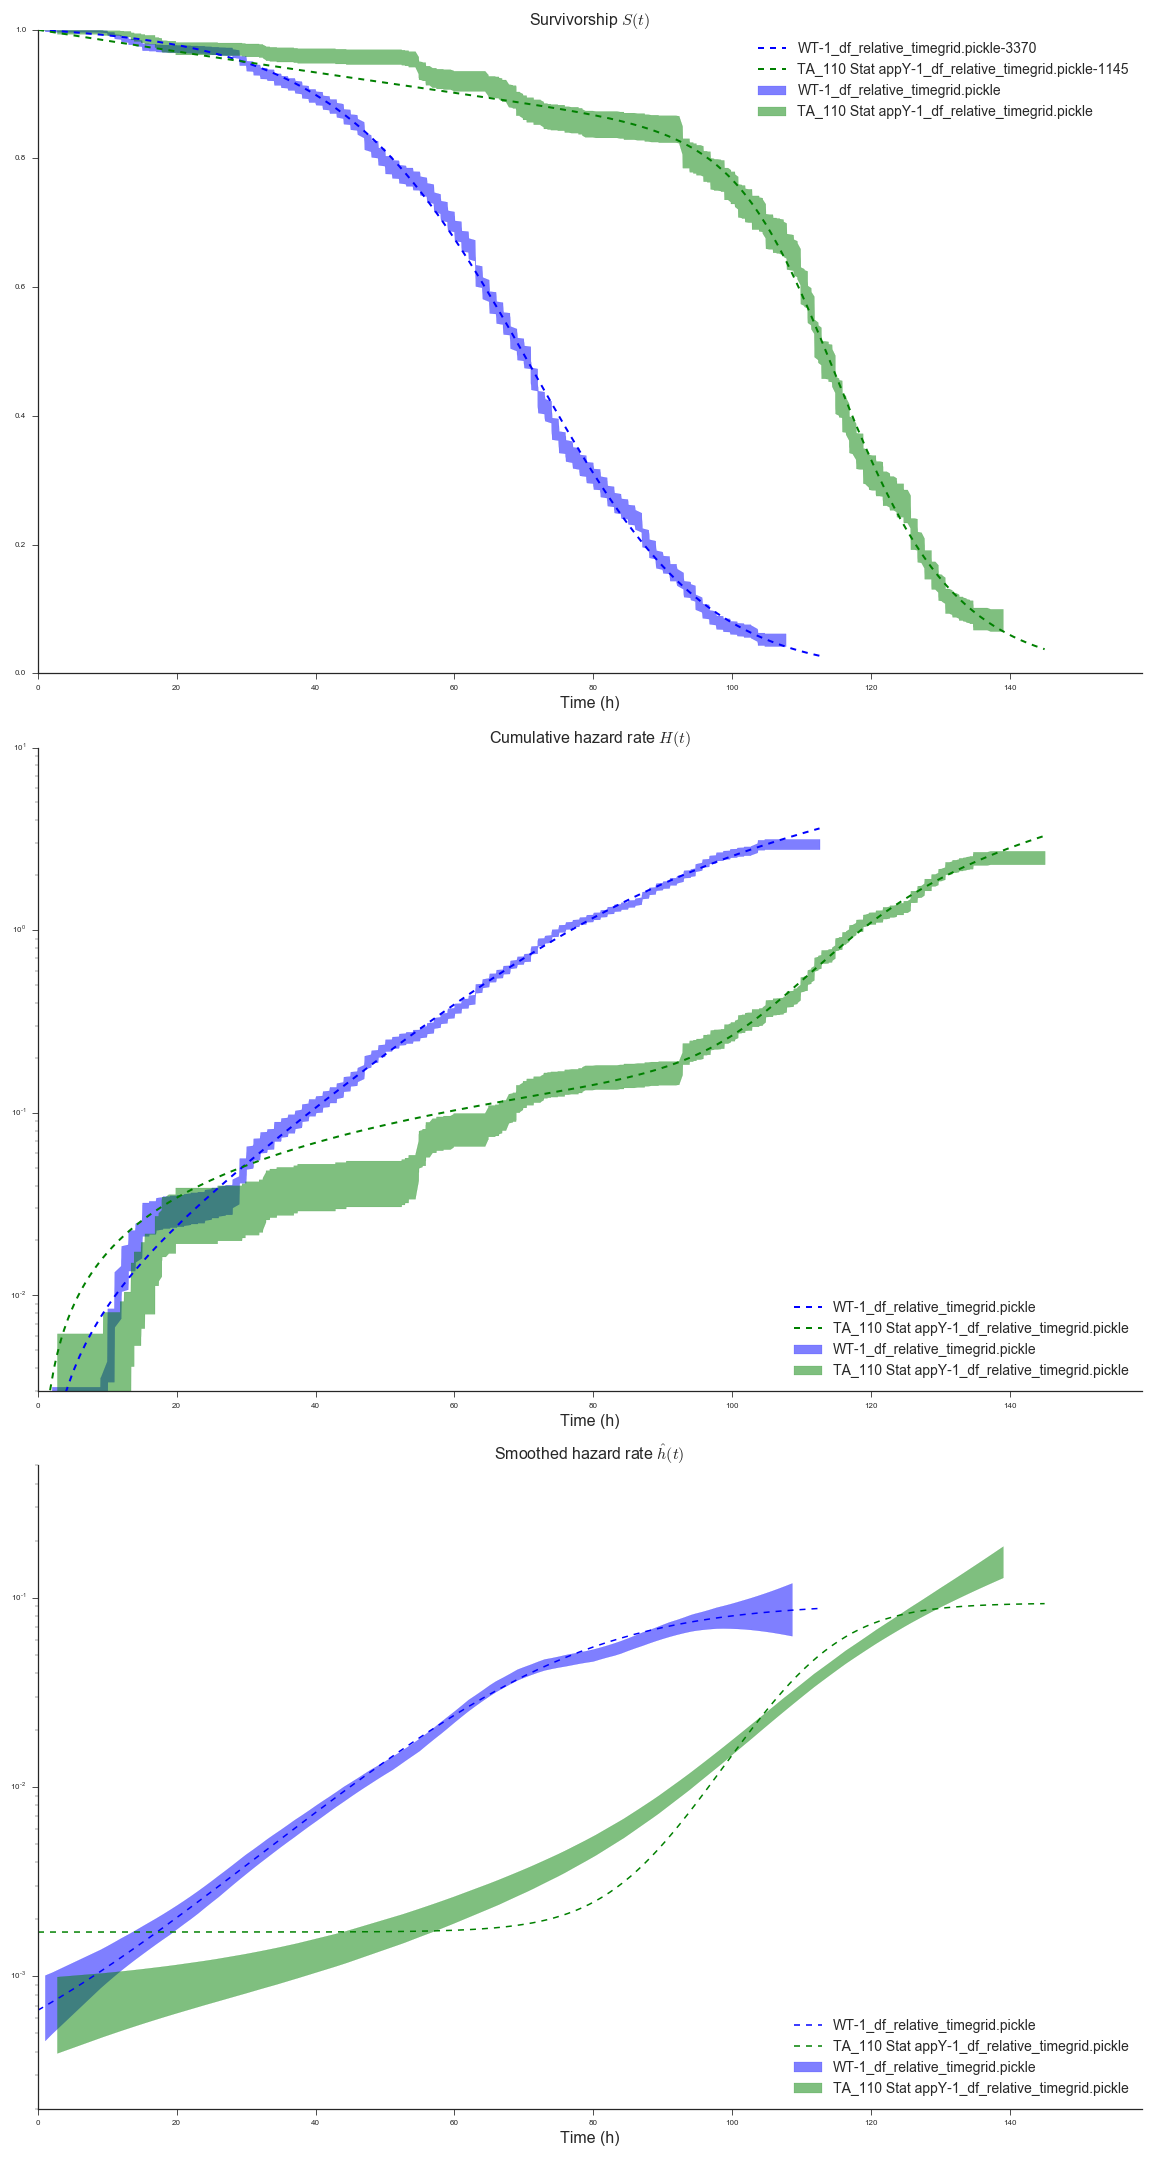 Survivorship S(t)
1.0
0.8
0.6
0.4
0.2
0.0
WT-1_df_relative_timegrid.pickle-3370
TA_110 Stat appY-1_df_relative_timegrid.pickle-1145
WT-1_df_relative_timegrid.pickle
TA_110 Stat appY-1_df_relative_timegrid.pickle
0 20 40 60 80 100 120 140
Time (h)
Cumulative hazard rate H(t)
10^1
10^0
10^-1
10^-2
WT-1_df_relative_timegrid.pickle
TA_110 Stat appY-1_df_relative_timegrid.pickle
WT-1_df_relative_timegrid.pickle
TA_110 Stat appY-1_df_relative_timegrid.pickle
0 20 40 60 80 100 120 140
Time (h)
Smoothed hazard rate ĥ(t)
10^-1
10^-2
10^-3
WT-1_df_relative_timegrid.pickle
TA_110 Stat appY-1_df_relative_timegrid.pickle
WT-1_df_relative_timegrid.pickle
TA_110 Stat appY-1_df_relative_timegrid.pickle
0 20 40 60 80 100 120 140
Time (h)